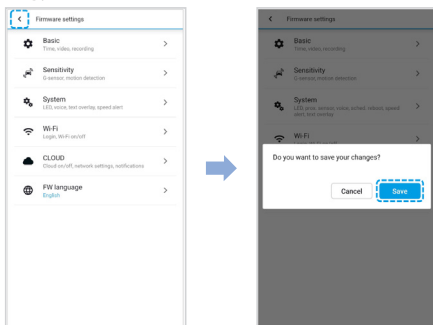 Firmware settings
Basic
Time, video, recording
Sensitivity
G-sensor, motion detection
System
LED, voice, text overlay, speed alert
Wi-Fi
Login, Wi-Fi on/off
CLOUD
Cloud on/off, network settings, notifications
FW language
English
Firmware settings
Basic
Time, video, recording
Sensitivity
G-sensor, motion detection
System
alert, text overlay
Wi-Fi
Do you want to save your changes?
Cancel
Save